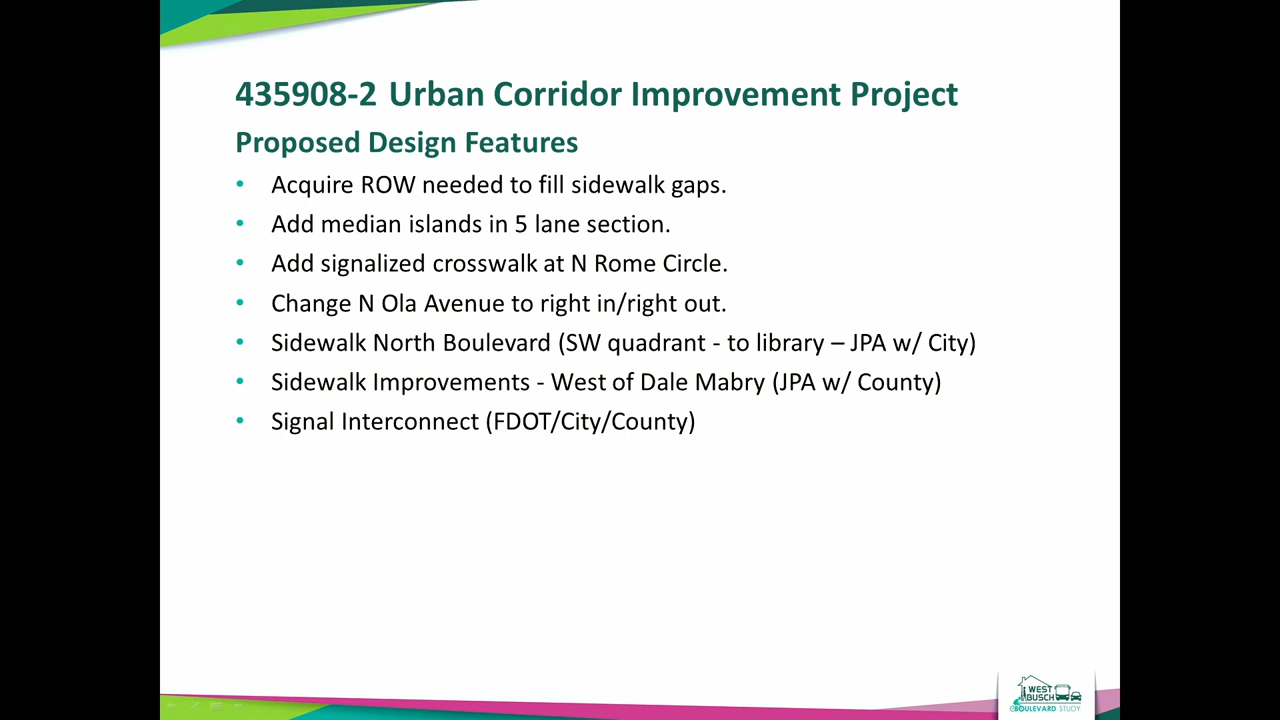 435908-2 Urban Corridor Improvement Project
Proposed Design Features
• Acquire ROW needed to fill sidewalk gaps.
• Add median islands in 5 lane section.
• Add signalized crosswalk at N Rome Circle.
• Change N Ola Avenue to right in/right out.
• Sidewalk North Boulevard (SW quadrant - to library – JPA w/ City)
• Sidewalk Improvements - West of Dale Mabry (JPA w/ County)
• Signal Interconnect (FDOT/City/County)
WEST
BUSCH
BOULEVARD STUDY